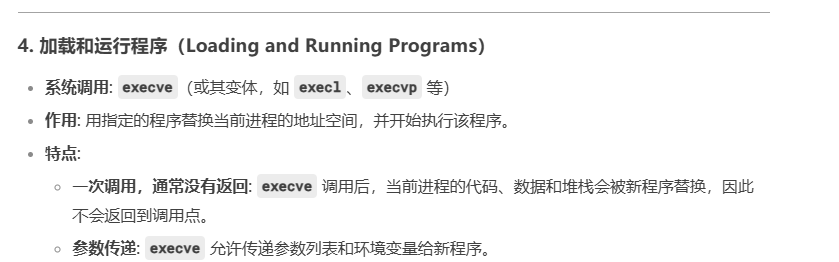 4. 加载和运行程序（Loading and Running Programs）
系统调用: execve（或其变体，如 execl、execvp 等）
作用: 用指定的程序替换当前进程的地址空间，并开始执行该程序。
特点:
一次调用，通常没有返回: execve 调用后，当前进程的代码、数据和堆栈会被新程序替换，因此
不会返回到调用点。
参数传递: execve 允许传递参数列表和环境变量给新程序。